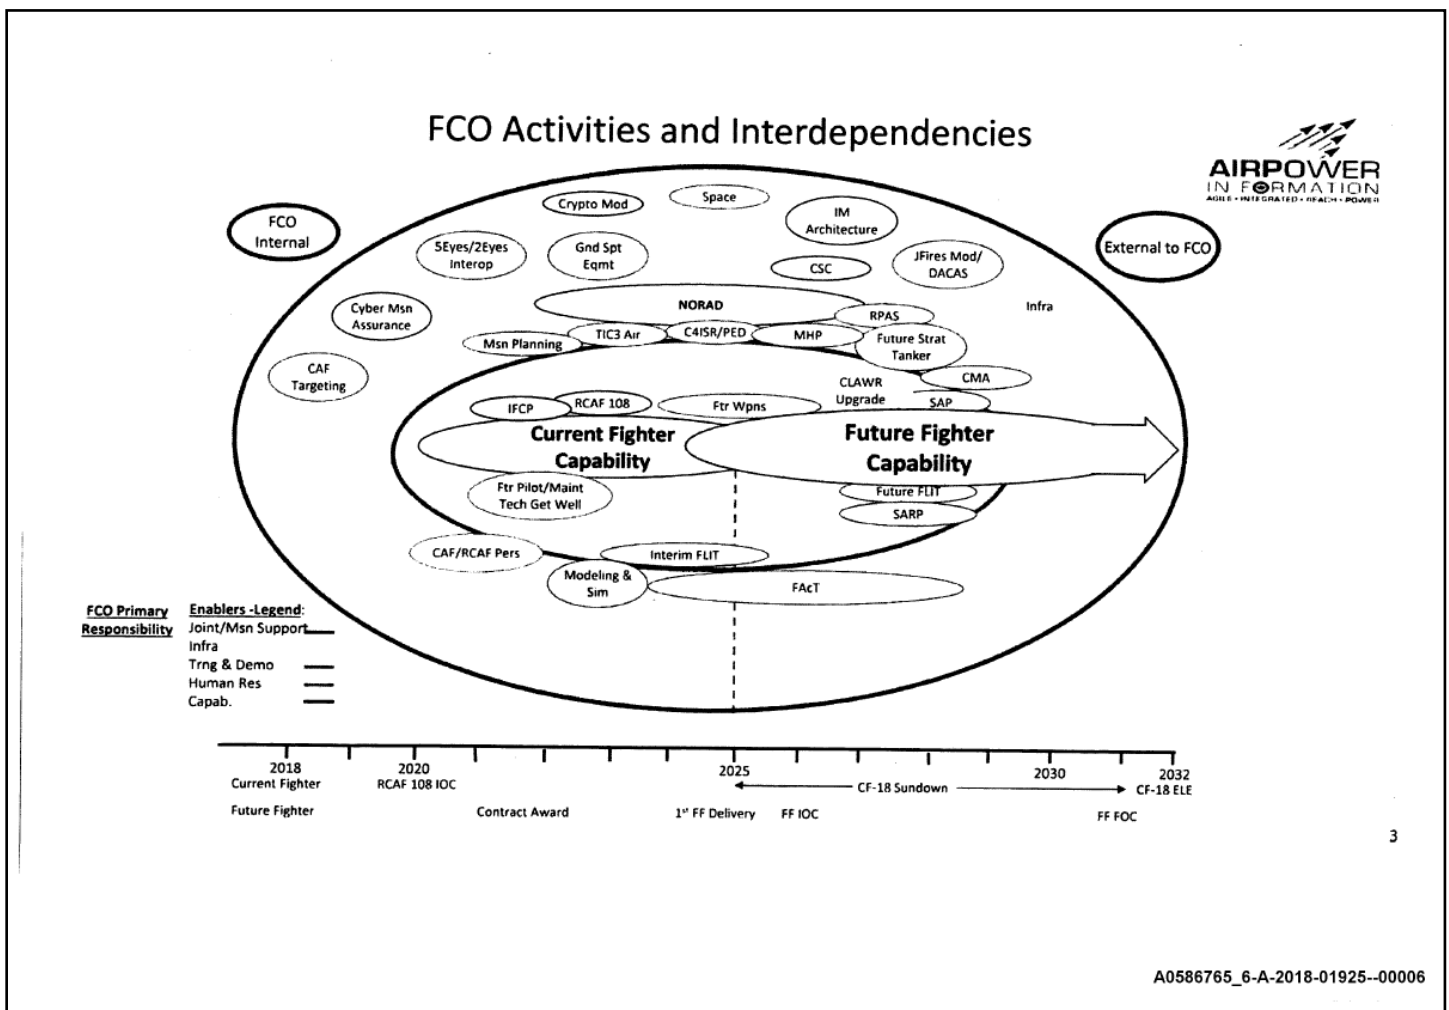 FCO Activities and Interdependencies
AIRPOWER
IN FORMATION
AGILE • INTEGRATED • REACH • POWER
FCO
Internal
External to FCO
Crypto Mod
Space
IM
Architecture
5Eyes/2Eyes
Interop
Gnd Spt
Eqmt
CSC
JFires Mod/
DACAS
Cyber Msn
Assurance
NORAD
RPAS
Infra
Msn Planning
TIC3 Air
C4ISR/PED
MHP
Future Strat
Tanker
CAF
Targeting
CLAWR
Upgrade
CMA
IFCP
RCAF 108
Ftr Wpns
SAP
Current Fighter
Capability
Future Fighter
Capability
Ftr Pilot/Maint
Tech Get Well
Future FLIT
SARP
CAF/RCAF Pers
Interim FLIT
Modeling &
Sim
FAcT
FCO Primary
Responsibility
Enablers -Legend:
Joint/Msn Support
Infra
Trng & Demo
Human Res
Capab.
2018
2020
2025
2030
2032
Current Fighter
RCAF 108 IOC
CF-18 Sundown
CF-18 ELE
Future Fighter
Contract Award
1st FF Delivery
FF IOC
FF FOC
3
A0586765_6-A-2018-01925--00006